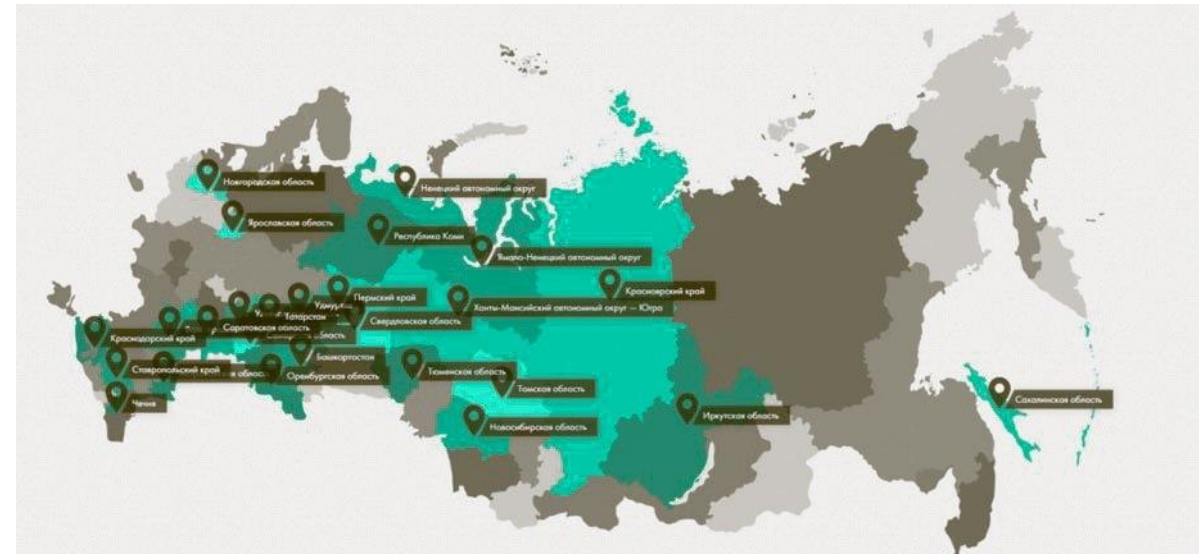 Новгородская область
Ненецкий автономный округ
Ярославская область
Республика Коми
Ямало-Ненецкий автономный округ
Красноярский край
Пермский край
Ханты-Мансийский автономный округ — Югра
Татарстан
Свердловская область
Саратовская область
область
Краснодарский край
Башкортостан
Ставропольский край
Оренбургская область
Тюменская область
Томская область
Чечня
Сахалинская область
Иркутская область
Новосибирская область